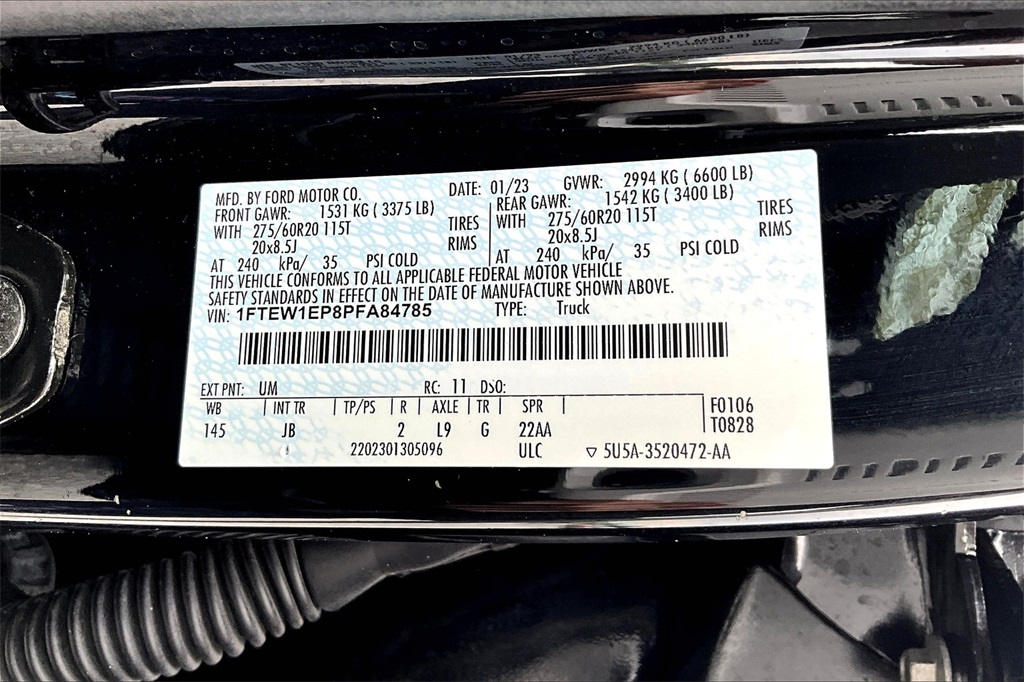 MFD. BY FORD MOTOR CO. DATE: 01/23 GVWR: 2994 KG ( 6600 LB)
FRONT GAWR: 1531 KG ( 3375 LB) REAR GAWR: 1542 KG ( 3400 LB)
WITH 275/60R20 115T TIRES WITH 275/60R20 115T TIRES
20x8.5J RIMS 20x8.5J RIMS
AT 240 kPa/ 35 PSI COLD AT 240 kPa/ 35 PSI COLD
THIS VEHICLE CONFORMS TO ALL APPLICABLE FEDERAL MOTOR VEHICLE
SAFETY STANDARDS IN EFFECT ON THE DATE OF MANUFACTURE SHOWN ABOVE.
VIN: 1FTEW1EP8PFA84785 TYPE: Truck
EXT PNT: UM RC: 11 DSO:
WB INT TR TP/PS R AXLE TR SPR F0106
145 JB 2 L9 G 22AA T0828
2202301305096 ULC ▽ 5U5A-3520472-AA